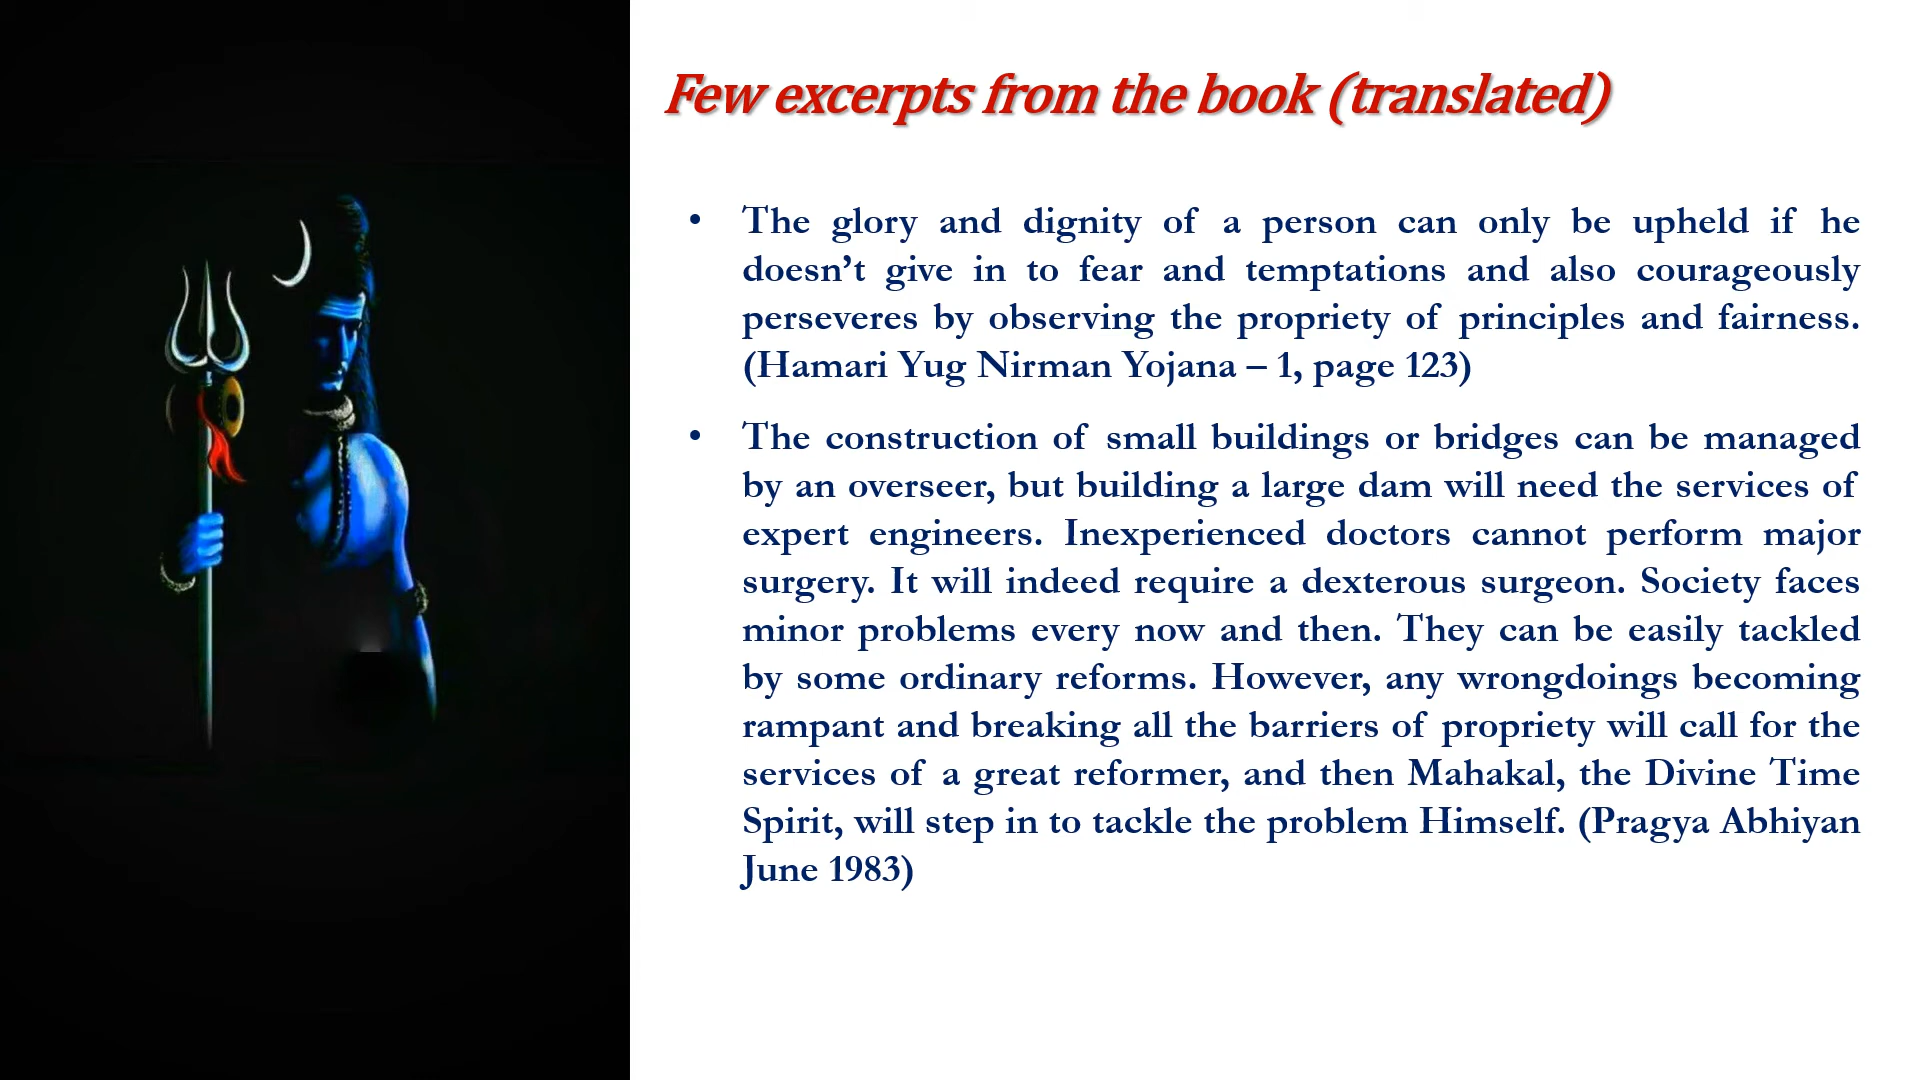 Few excerpts from the book (translated)
• The glory and dignity of a person can only be upheld if he
doesn’t give in to fear and temptations and also courageously
perseveres by observing the propriety of principles and fairness.
(Hamari Yug Nirman Yojana – 1, page 123)
• The construction of small buildings or bridges can be managed
by an overseer, but building a large dam will need the services of
expert engineers. Inexperienced doctors cannot perform major
surgery. It will indeed require a dexterous surgeon. Society faces
minor problems every now and then. They can be easily tackled
by some ordinary reforms. However, any wrongdoings becoming
rampant and breaking all the barriers of propriety will call for the
services of a great reformer, and then Mahakal, the Divine Time
Spirit, will step in to tackle the problem Himself. (Pragya Abhiyan
June 1983)